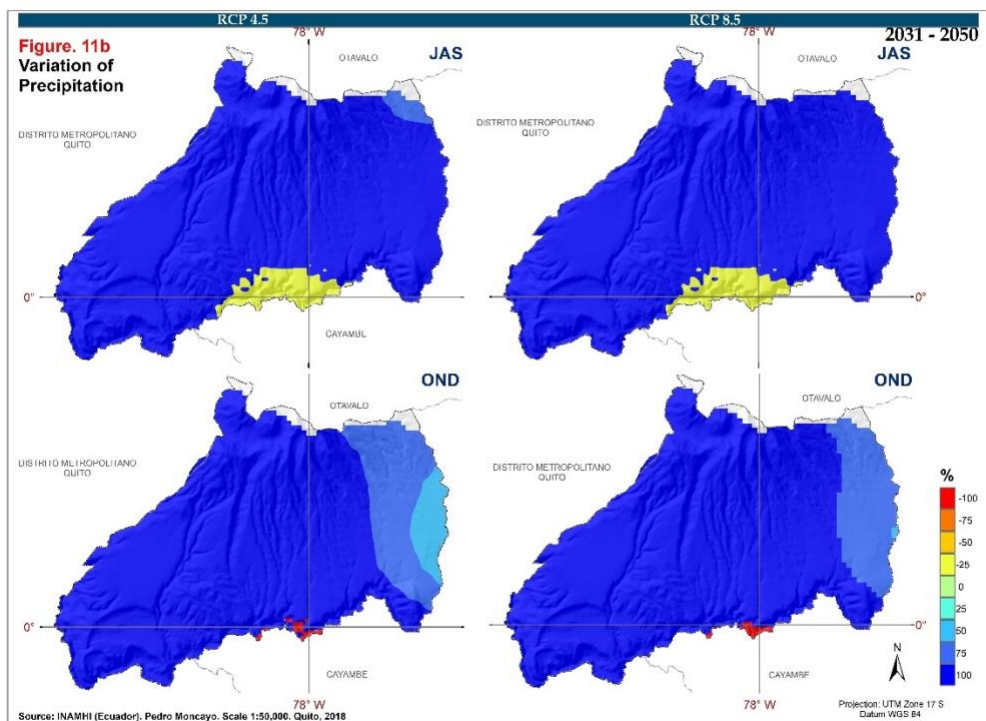 RCP 4.5
RCP 8.5
78° W
78° W
2031 - 2050
Figure. 11b
Variation of
Precipitation
JAS
OTAVALO
DISTRITO METROPOLITANO
QUITO
0°
CAYAMBE
JAS
OTAVALO
DISTRITO METROPOLITANO
QUITO
0°
OND
OTAVALO
DISTRITO METROPOLITANO
QUITO
0°
CAYAMBE
78° W
OND
OTAVALO
DISTRITO METROPOLITANO
QUITO
0°
CAYAMBE
78° W
%
-100
-75
-50
-25
0
25
50
75
100
N
Source: INAMHI (Ecuador). Pedro Moncayo. Scale 1:50,000. Quito, 2018
Projection: UTM Zone 17 S
Datum WGS 84